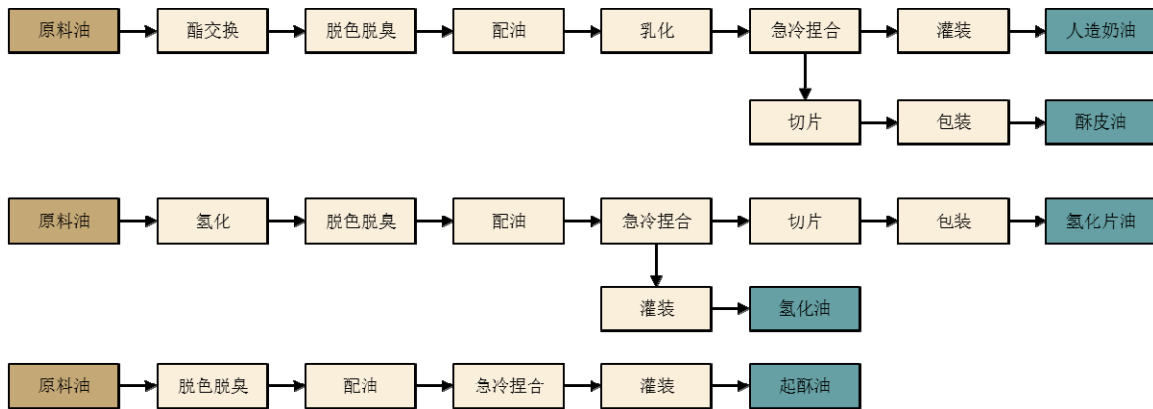 原料油 酯交换 脱色脱臭 配油 乳化 急冷捏合 灌装 人造奶油
切片 包装 酥皮油
原料油 氢化 脱色脱臭 配油 急冷捏合 切片 包装 氢化片油
灌装 氢化油
原料油 脱色脱臭 配油 急冷捏合 灌装 起酥油